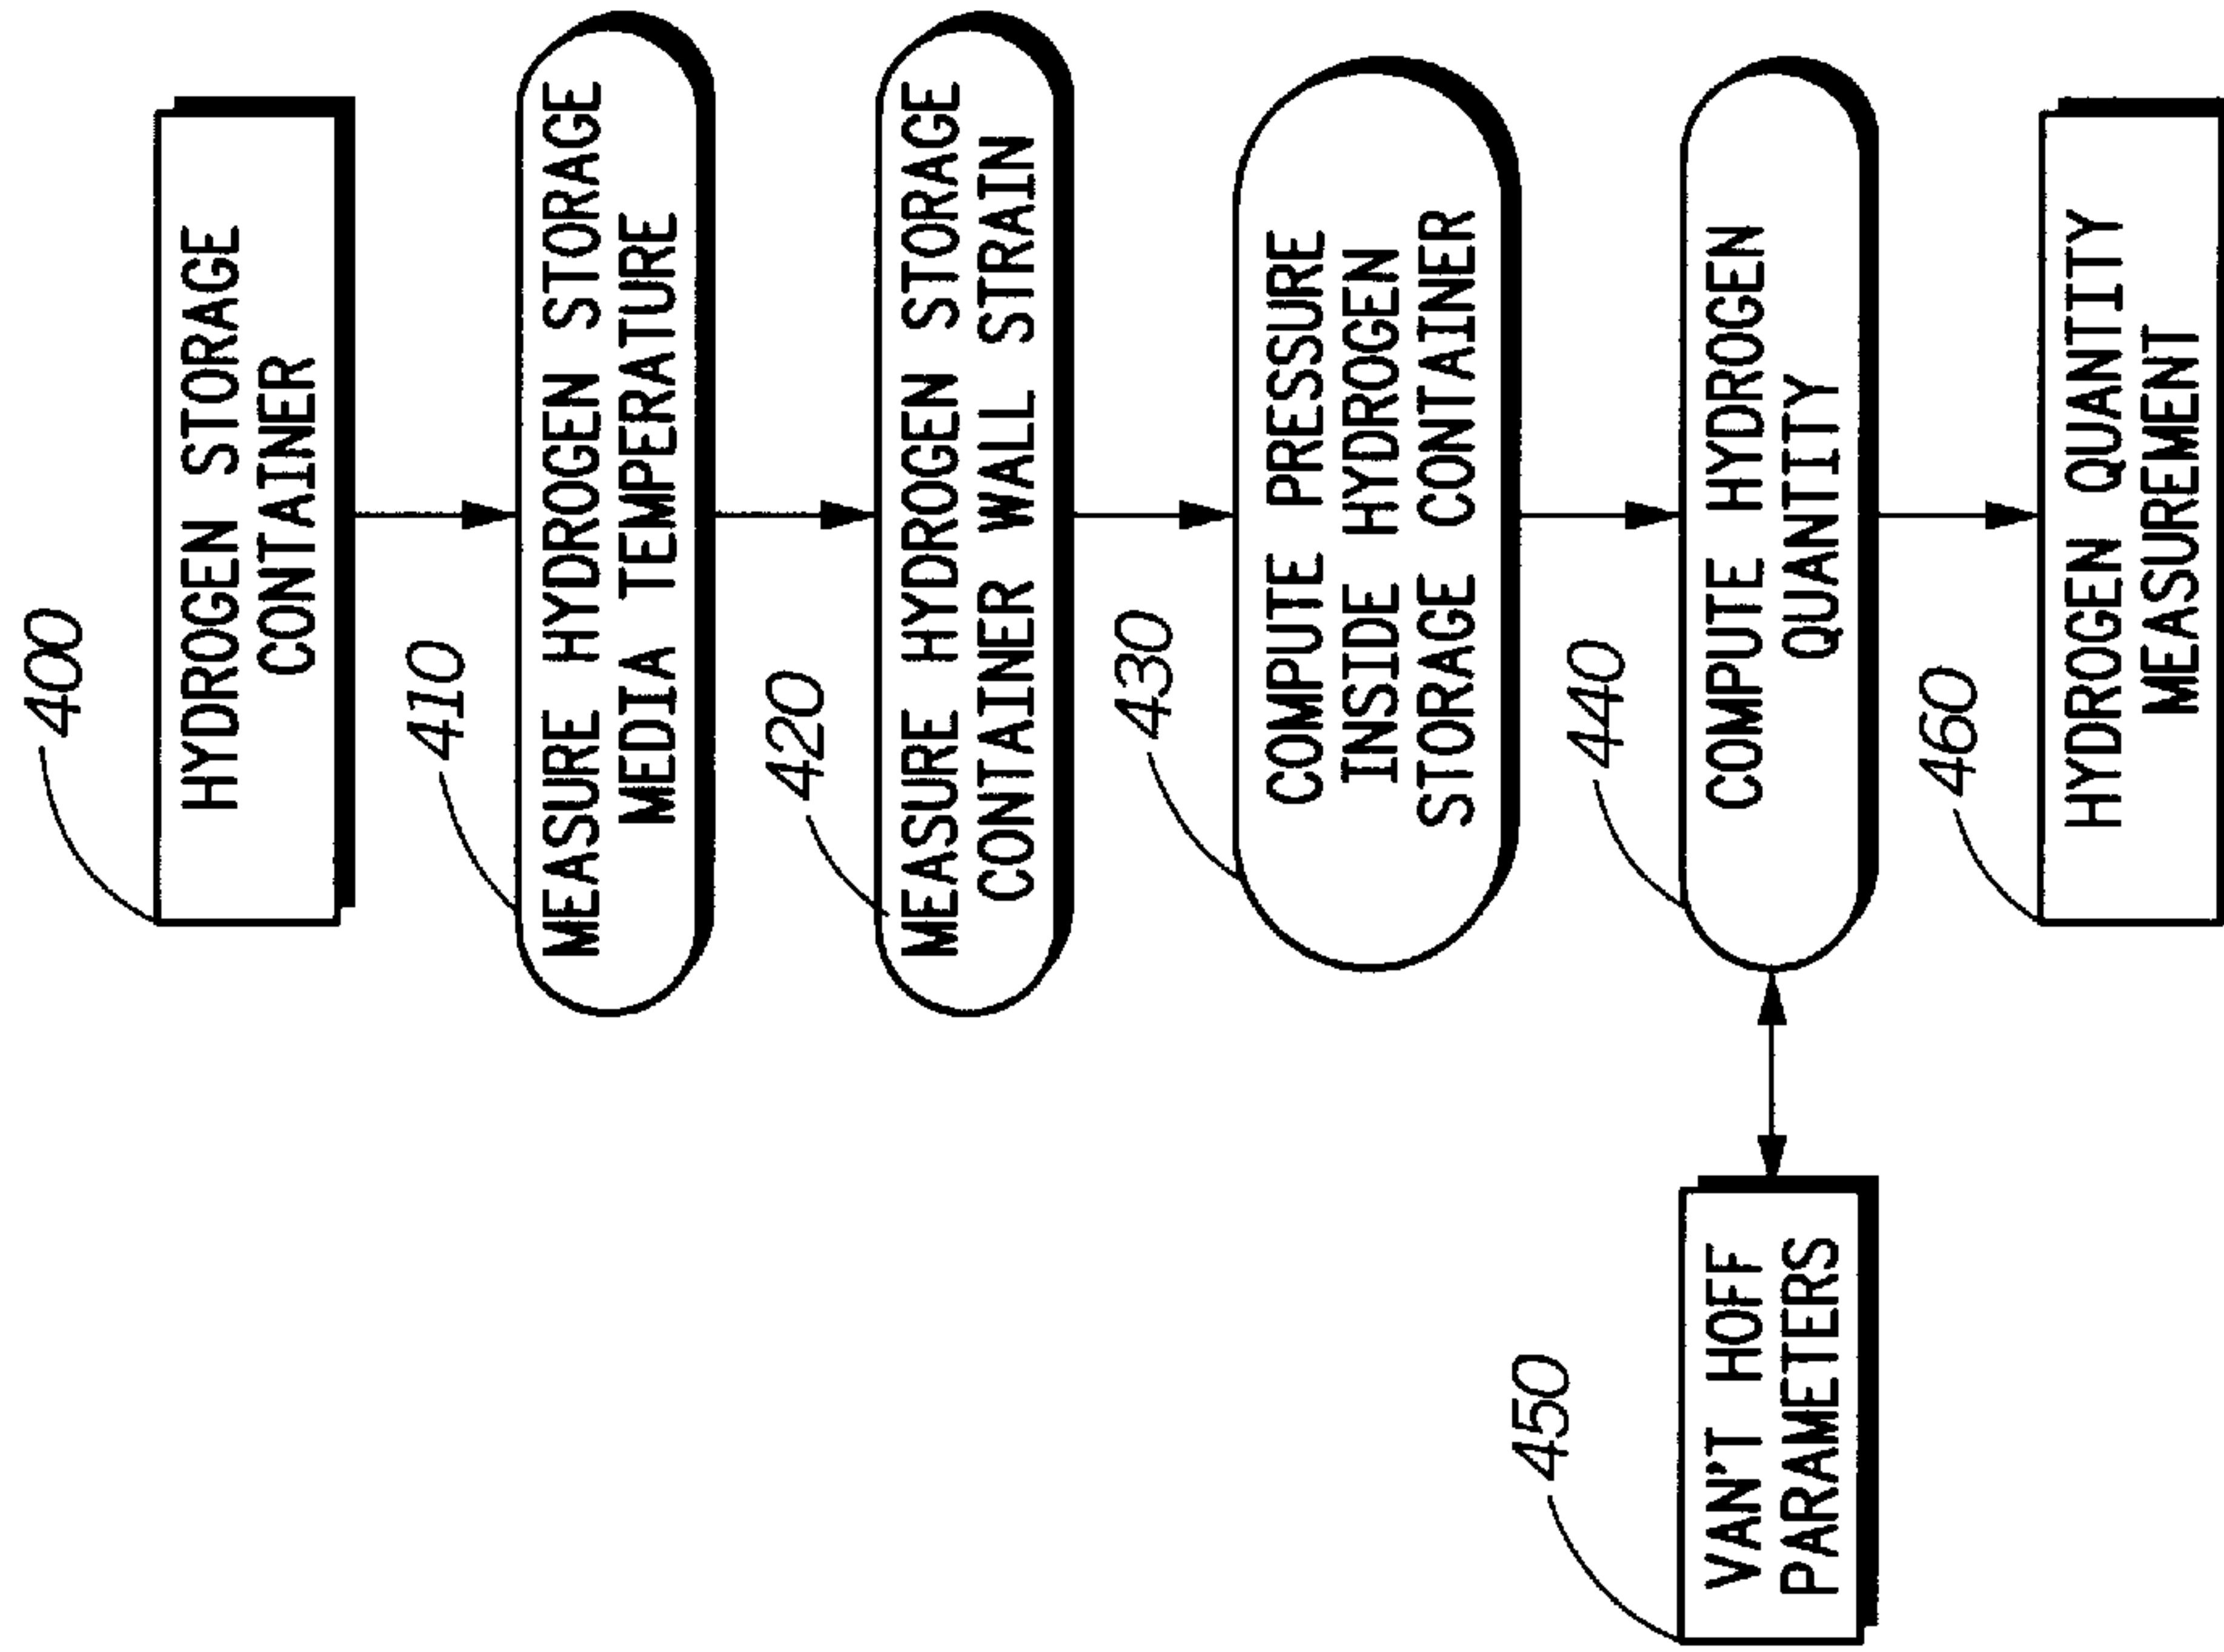 400
HYDROGEN STORAGE
CONTAINER
410
MEASURE HYDROGEN STORAGE
MEDIA TEMPERATURE
420
MEASURE HYDROGEN STORAGE
CONTAINER WALL STRAIN
430
COMPUTE PRESSURE
INSIDE HYDROGEN
STORAGE CONTAINER
440
COMPUTE HYDROGEN
QUANTITY
450
VAN'T HOFF
PARAMETERS
460
HYDROGEN QUANTITY
MEASUREMENT